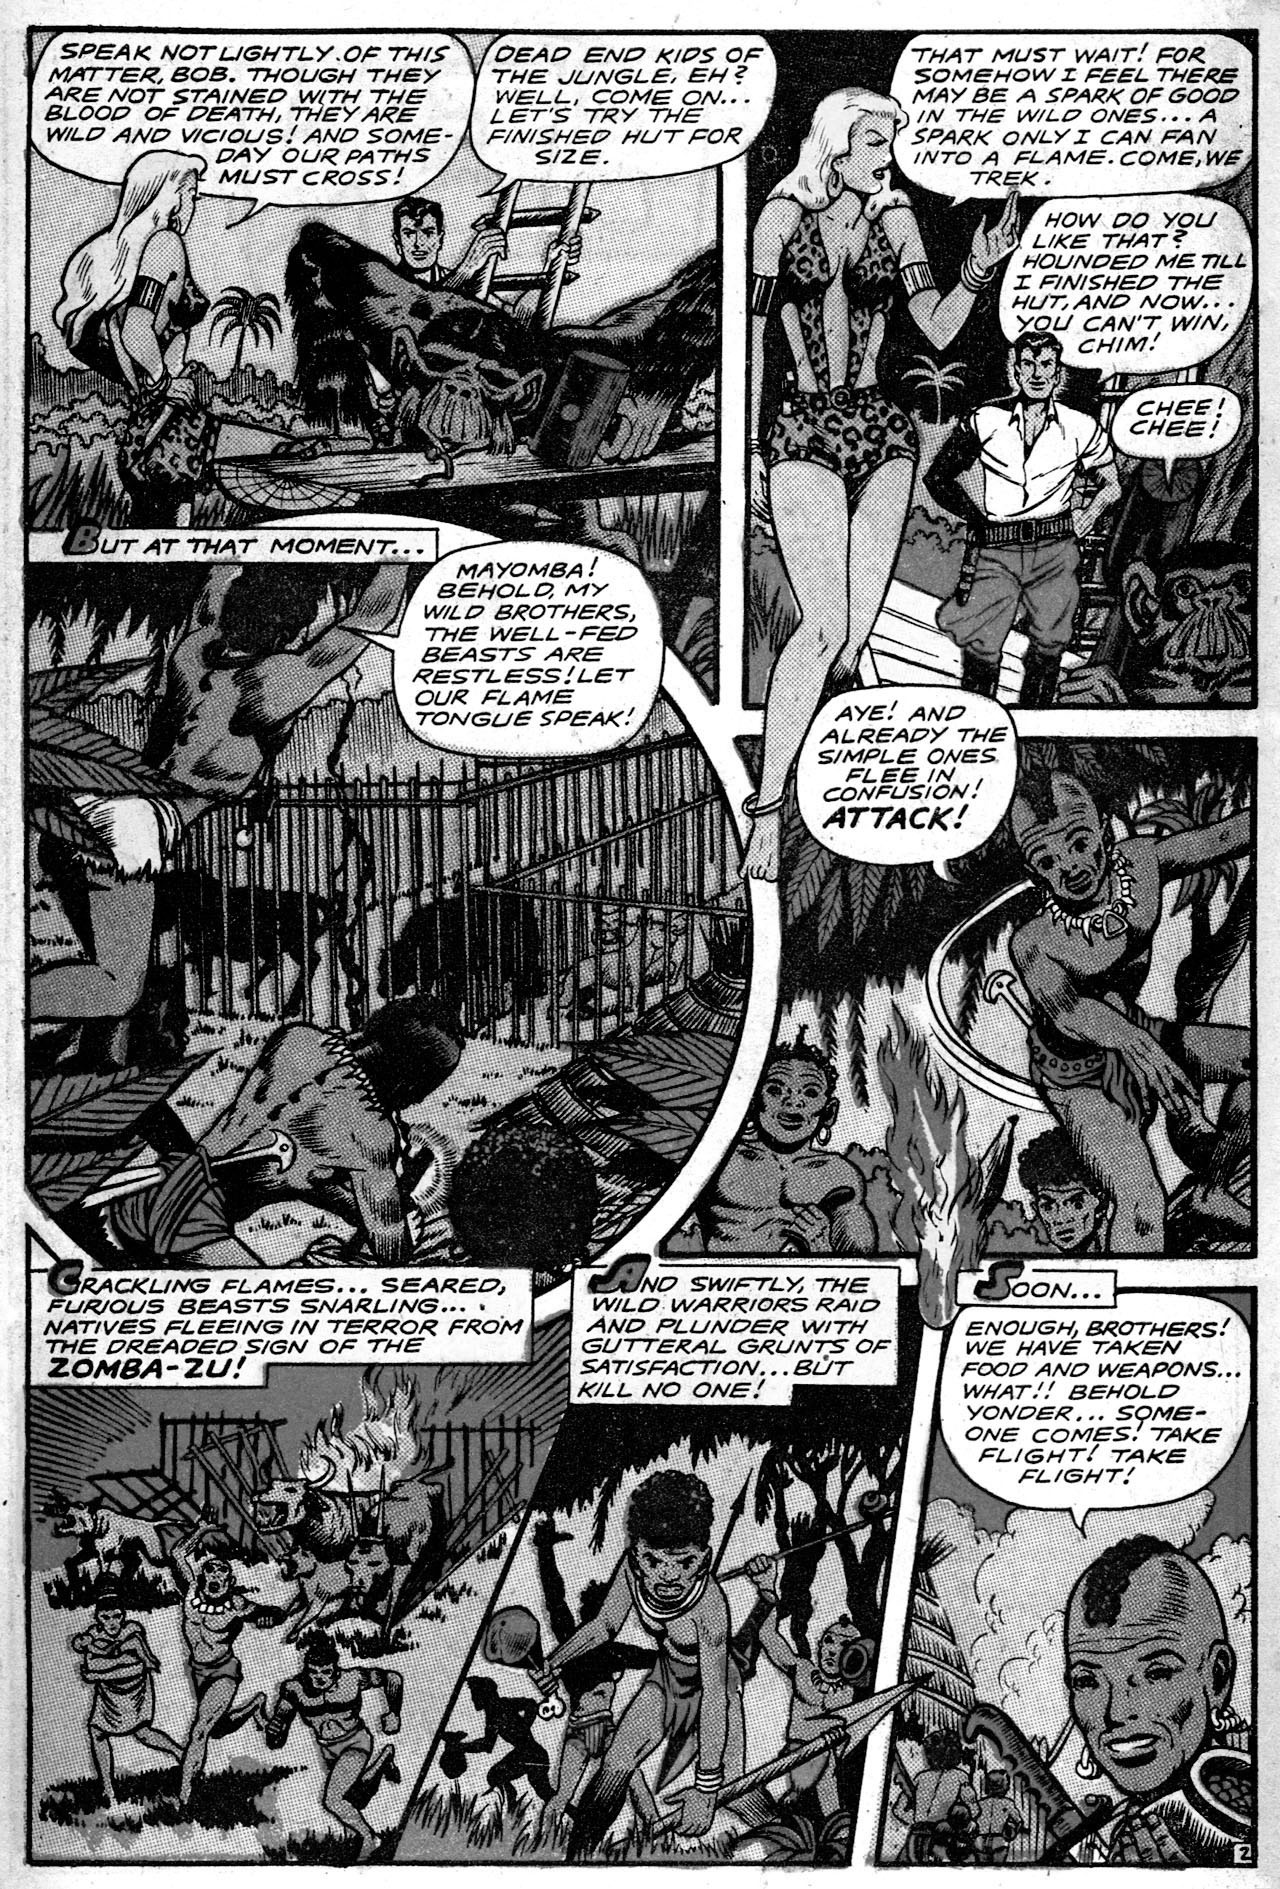 SPEAK NOT LIGHTLY OF THIS
MATTER, BOB. THOUGH THEY
ARE NOT STAINED WITH THE
BLOOD OF DEATH, THEY ARE
WILD AND VICIOUS! AND SOME-
DAY OUR PATHS
MUST CROSS!
DEAD END KIDS OF
THE JUNGLE, EH?
WELL, COME ON...
LET'S TRY THE
FINISHED HUT FOR
SIZE.
THAT MUST WAIT! FOR
SOMEHOW I FEEL THERE
MAY BE A SPARK OF GOOD
IN THE WILD ONES... A
SPARK ONLY I CAN FAN
INTO A FLAME. COME, WE
TREK.
HOW DO YOU
LIKE THAT?
HOUNDED ME TILL
I FINISHED THE
HUT, AND NOW...
YOU CAN'T WIN,
CHIM!
CHEE!
CHEE!
BUT AT THAT MOMENT...
MAYOMBA!
BEHOLD, MY
WILD BROTHERS,
THE WELL-FED
BEASTS ARE
RESTLESS! LET
OUR FLAME
TONGUE SPEAK!
AYE! AND
ALREADY THE
SIMPLE ONES
FLEE IN
CONFUSION!
ATTACK!
CRACKLING FLAMES... SEARED,
FURIOUS BEASTS SNARLING...
NATIVES FLEEING IN TERROR FROM
THE DREADED SIGN OF THE
ZOMBA-ZU!
AND SWIFTLY, THE
WILD WARRIORS RAID
AND PLUNDER WITH
GUTTERAL GRUNTS OF
SATISFACTION... BUT
KILL NO ONE!
SOON...
ENOUGH, BROTHERS!
WE HAVE TAKEN
FOOD AND WEAPONS...
WHAT!! BEHOLD
YONDER... SOME-
ONE COMES! TAKE
FLIGHT! TAKE
FLIGHT!
2